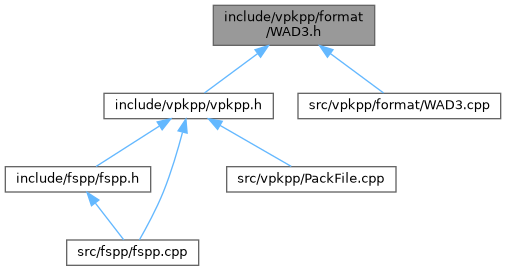 include/vpkpp/format
/WAD3.h
include/vpkpp/vpkpp.h
src/vpkpp/format/WAD3.cpp
include/fspp/fspp.h
src/vpkpp/PackFile.cpp
src/fspp/fspp.cpp